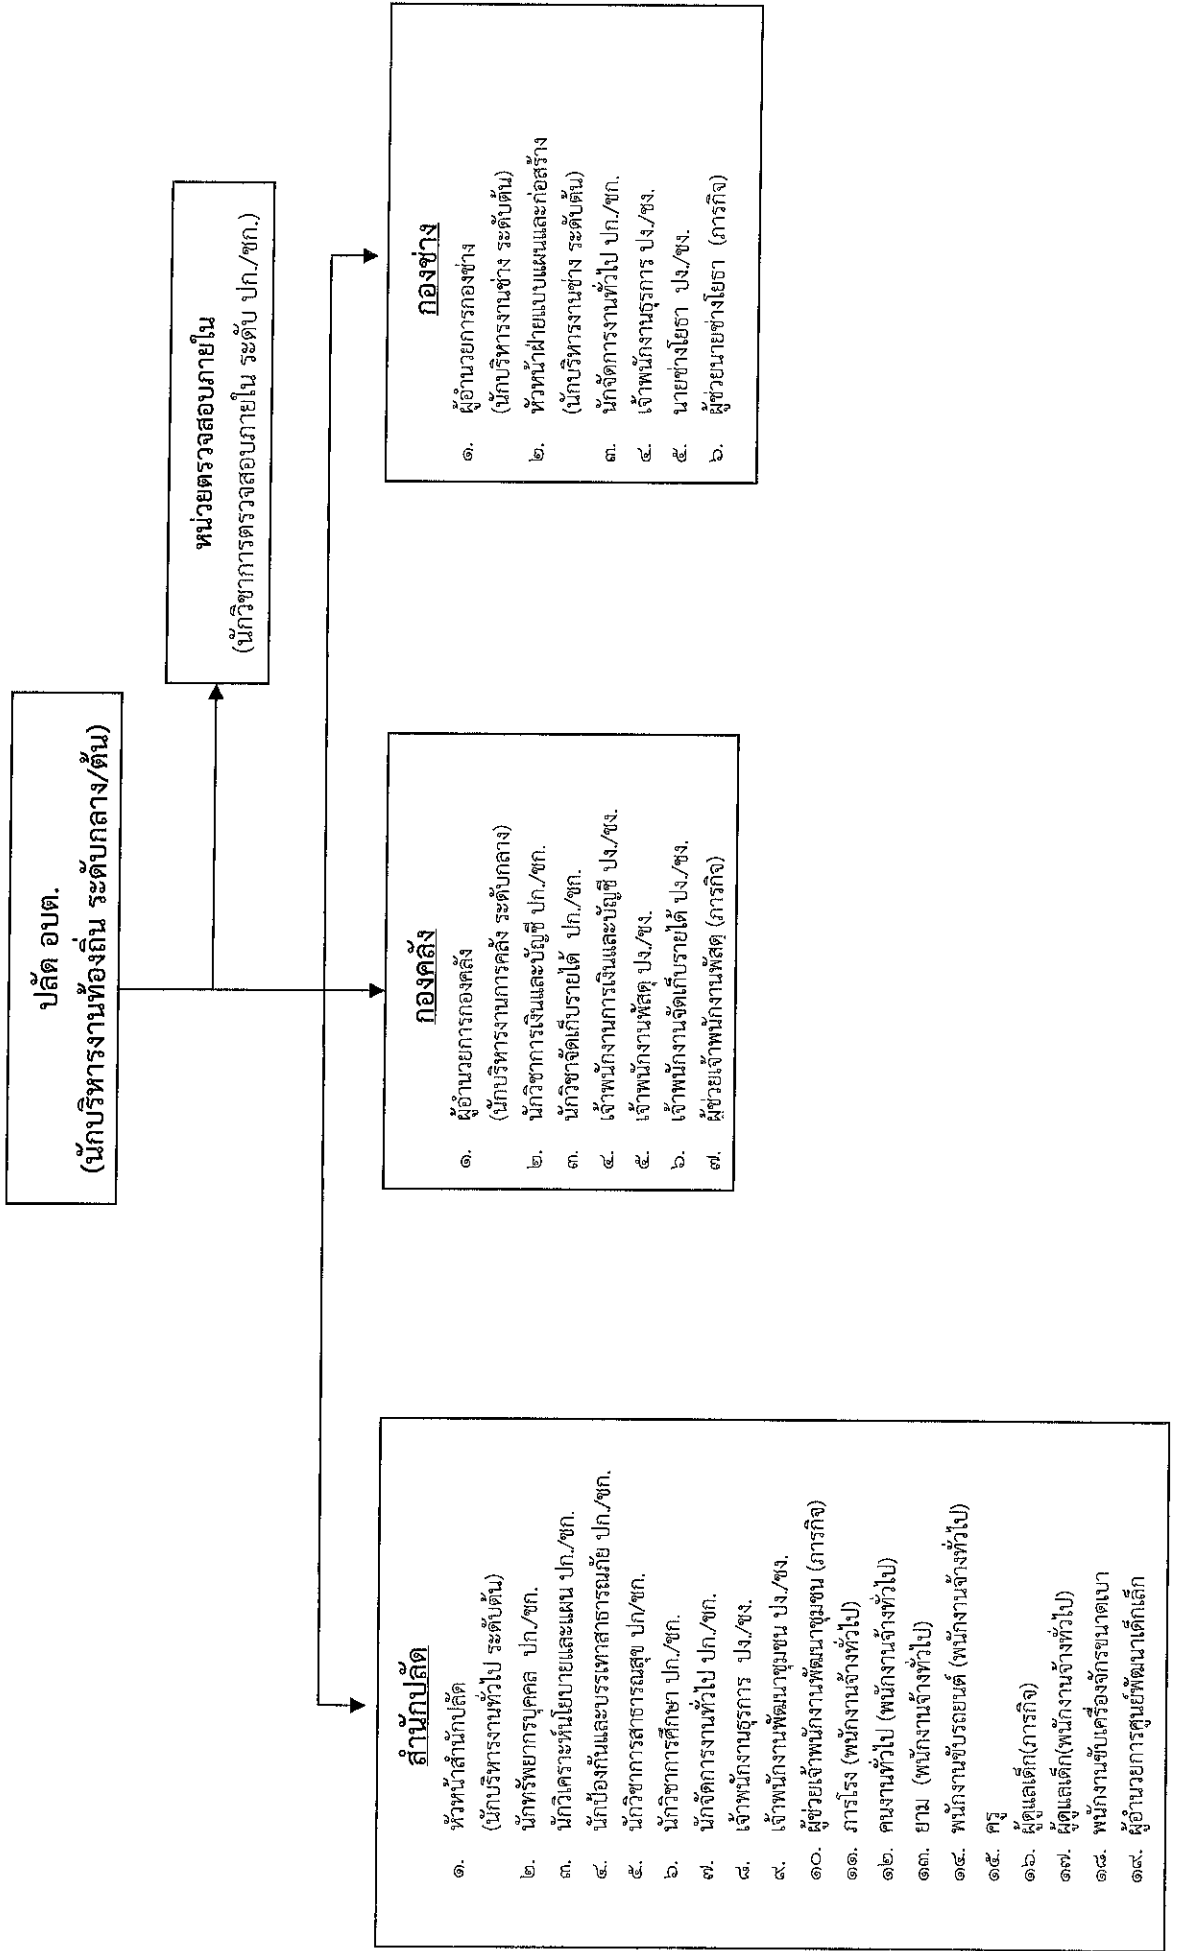 ปลัด อบต.
(นักบริหารงานท้องถิ่น ระดับกลาง/ต้น)
หน่วยตรวจสอบภายใน
(นักวิชาการตรวจสอบภายใน ระดับ ปก./ชก.)
สำนักปลัด
๑. หัวหน้าสำนักปลัด
(นักบริหารงานทั่วไป ระดับต้น)
๒. นักทรัพยากรบุคคล ปก./ชก.
๓. นักวิเคราะห์นโยบายและแผน ปก./ชก.
๔. นักป้องกันและบรรเทาสาธารณภัย ปก./ชก.
๕. นักวิชาการสาธารณสุข ปก/ชก.
๖. นักวิชาการศึกษา ปก./ชก.
๗. นักจัดการงานทั่วไป ปก./ชก.
๘. เจ้าพนักงานธุรการ ปง./ชง.
๙. เจ้าพนักงานพัฒนาชุมชน ปง./ชง.
๑๐. ผู้ช่วยเจ้าพนักงานพัฒนาชุมชน (ภารกิจ)
๑๑. ภารโรง (พนักงานจ้างทั่วไป)
๑๒. คนงานทั่วไป (พนักงานจ้างทั่วไป)
๑๓. ยาม (พนักงานจ้างทั่วไป)
๑๔. พนักงานขับรถยนต์ (พนักงานจ้างทั่วไป)
๑๕. ครู
๑๖. ผู้ดูแลเด็ก(ภารกิจ)
๑๗. ผู้ดูแลเด็ก(พนักงานจ้างทั่วไป)
๑๘. พนักงานขับเครื่องจักรขนาดเบา
๑๙. ผู้อำนวยการศูนย์พัฒนาเด็กเล็ก
กองคลัง
๑. ผู้อำนวยการกองคลัง
(นักบริหารงานการคลัง ระดับกลาง)
๒. นักวิชาการเงินและบัญชี ปก./ชก.
๓. นักวิชาจัดเก็บรายได้ ปก./ชก.
๔. เจ้าพนักงานการเงินและบัญชี ปง./ชง.
๕. เจ้าพนักงานพัสดุ ปง./ชง.
๖. เจ้าพนักงานจัดเก็บรายได้ ปง./ชง.
๗. ผู้ช่วยเจ้าพนักงานพัสดุ (ภารกิจ)
กองช่าง
๑. ผู้อำนวยการกองช่าง
(นักบริหารงานช่าง ระดับต้น)
๒. หัวหน้าฝ่ายแบบแผนและก่อสร้าง
(นักบริหารงานช่าง ระดับต้น)
๓. นักจัดการงานทั่วไป ปก./ชก.
๔. เจ้าพนักงานธุรการ ปง./ชง.
๕. นายช่างโยธา ปง./ชง.
๖. ผู้ช่วยนายช่างโยธา (ภารกิจ)